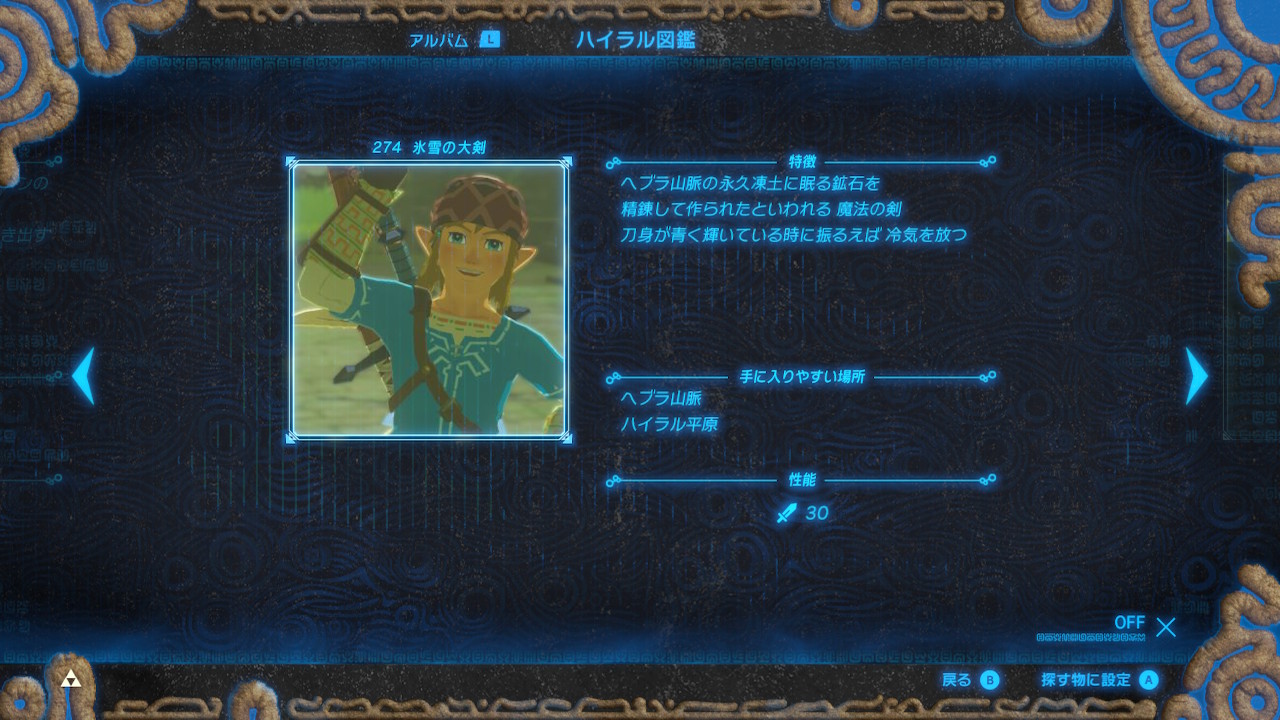 アルバム L
ハイラル図鑑
274 氷雪の大剣
特徴
ヘブラ山脈の永久凍土に眠る鉱石を
精錬して作られたといわれる 魔法の剣
刀身が青く輝いている時に振るえば 冷気を放つ
手に入りやすい場所
ヘブラ山脈
ハイラル平原
性能
30
OFF
戻る B
探す物に設定 A